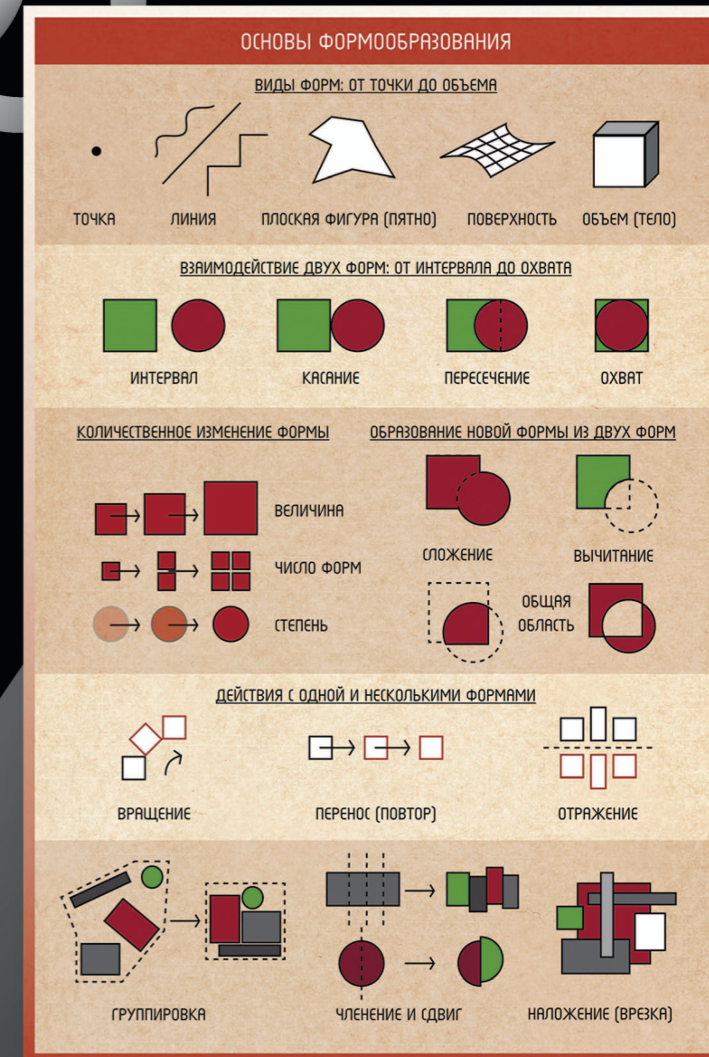 ОСНОВЫ ФОРМООБРАЗОВАНИЯ
ВИДЫ ФОРМ: ОТ ТОЧКИ ДО ОБЪЕМА
ТОЧКА
ЛИНИЯ
ПЛОСКАЯ ФИГУРА (ПЯТНО)
ПОВЕРХНОСТЬ
ОБЪЕМ (ТЕЛО)
ВЗАИМОДЕЙСТВИЕ ДВУХ ФОРМ: ОТ ИНТЕРВАЛА ДО ОХВАТА
ИНТЕРВАЛ
КАСАНИЕ
ПЕРЕСЕЧЕНИЕ
ОХВАТ
КОЛИЧЕСТВЕННОЕ ИЗМЕНЕНИЕ ФОРМЫ
ВЕЛИЧИНА
ЧИСЛО ФОРМ
СТЕПЕНЬ
ОБРАЗОВАНИЕ НОВОЙ ФОРМЫ ИЗ ДВУХ ФОРМ
СЛОЖЕНИЕ
ВЫЧИТАНИЕ
ОБЩАЯ
ОБЛАСТЬ
ДЕЙСТВИЯ С ОДНОЙ И НЕСКОЛЬКИМИ ФОРМАМИ
ВРАЩЕНИЕ
ПЕРЕНОС (ПОВТОР)
ОТРАЖЕНИЕ
ГРУППИРОВКА
ЧЛЕНЕНИЕ И СДВИГ
НАЛОЖЕНИЕ (ВРЕЗКА)